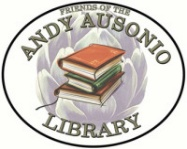 FRIENDS OF THE
ANDY AUSONIO
LIBRARY